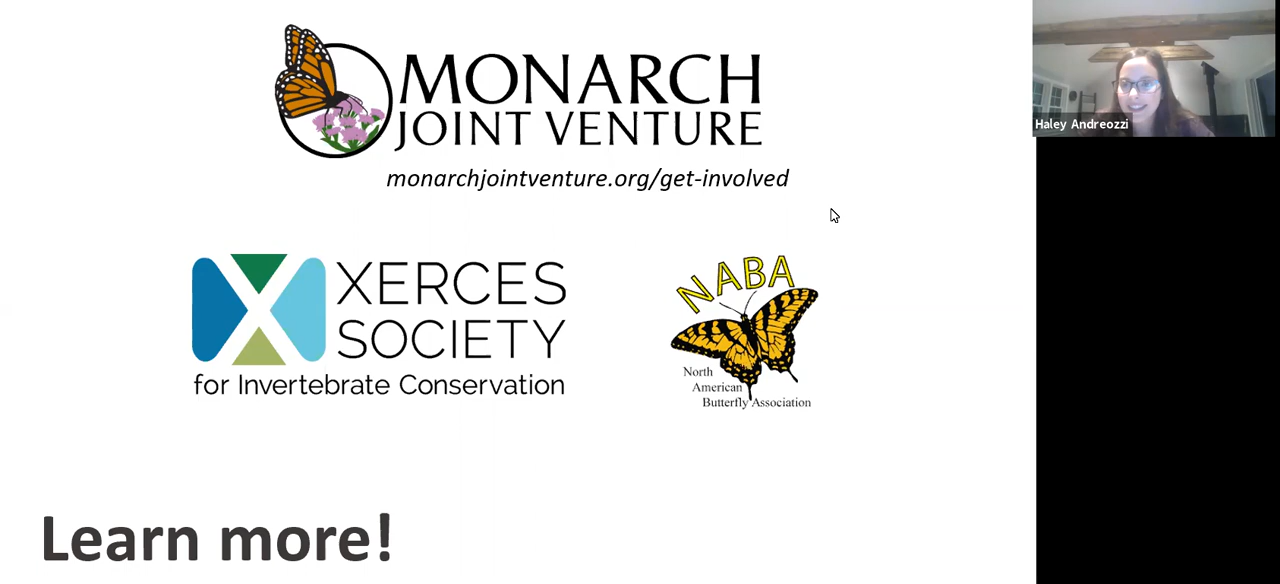 MONARCH
JOINT VENTURE
monarchjointventure.org/get-involved
Haley Andreozzi
XERCES
SOCIETY
for Invertebrate Conservation
NABA
North
American
Butterfly Association
Learn more!